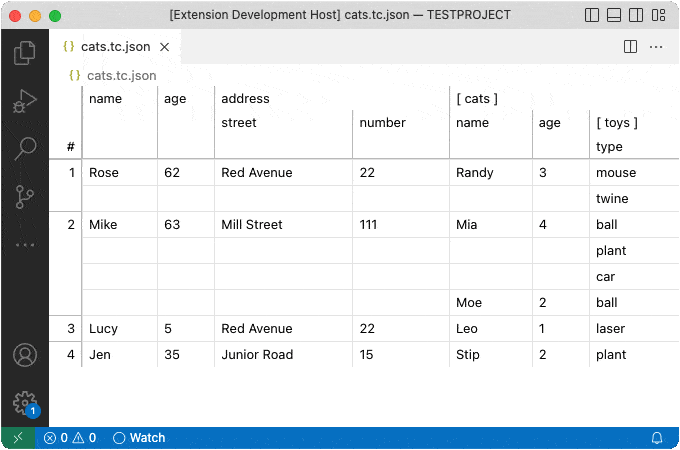 [Extension Development Host] cats.tc.json — TESTPROJECT
{} cats.tc.json
{} cats.tc.json
name age address [ cats ]
street number name age [ toys ]
# type
1 Rose 62 Red Avenue 22 Randy 3 mouse
twine
2 Mike 63 Mill Street 111 Mia 4 ball
plant
car
Moe 2 ball
3 Lucy 5 Red Avenue 22 Leo 1 laser
4 Jen 35 Junior Road 15 Stip 2 plant
1
0 0 Watch